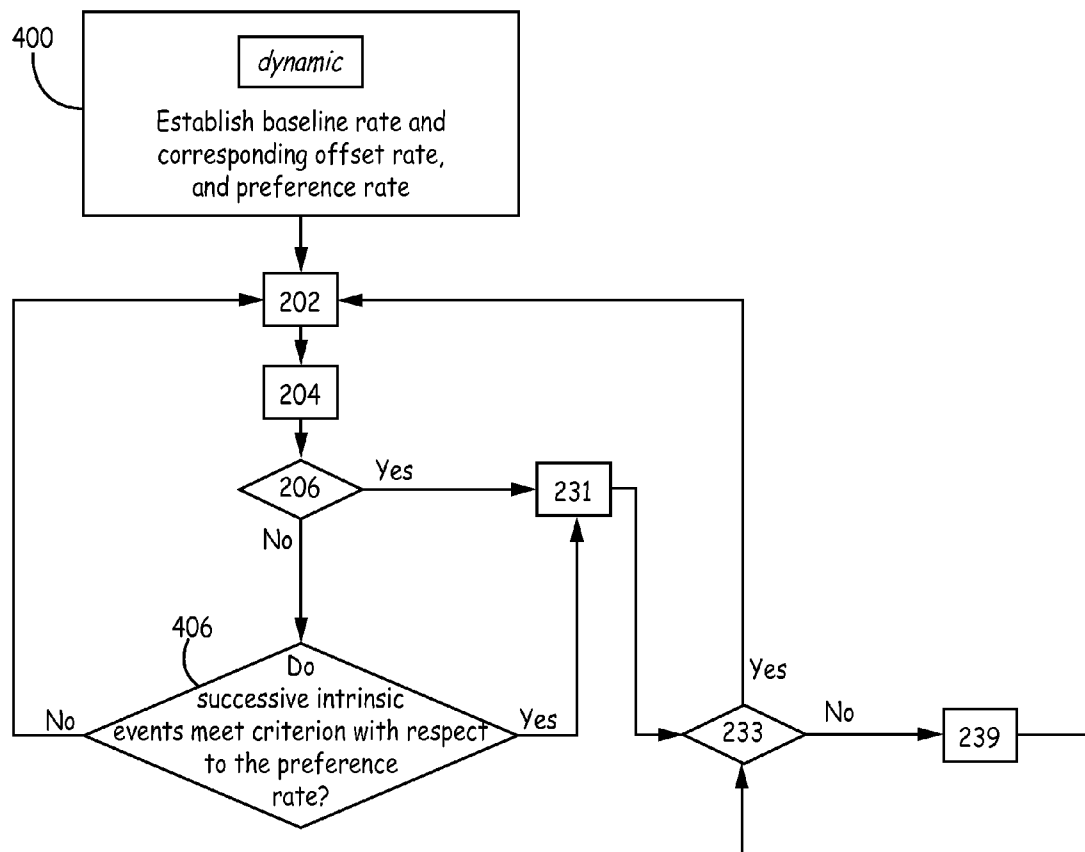 400
dynamic
Establish baseline rate and
corresponding offset rate,
and preference rate
202
204
206
Yes
231
No
406
Do
successive intrinsic
events meet criterion with respect
to the preference
rate?
No
Yes
Yes
233
No
239